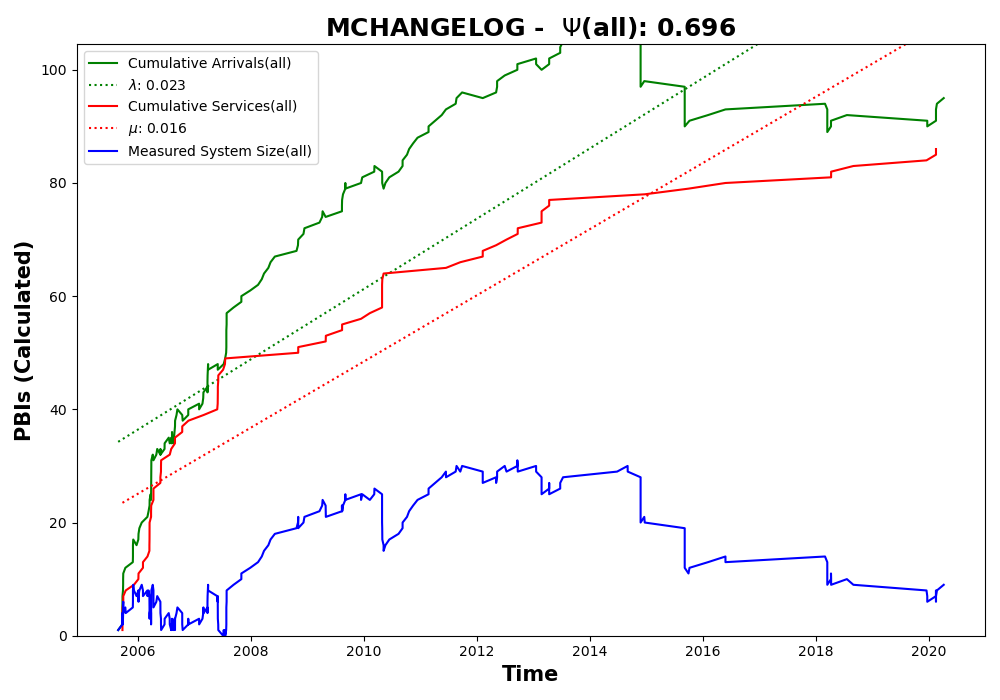 MCHANGELOG - Ψ(all): 0.696
Cumulative Arrivals(all)
λ: 0.023
Cumulative Services(all)
μ: 0.016
Measured System Size(all)
PBIs (Calculated)
100
80
60
40
20
0
2006 2008 2010 2012 2014 2016 2018 2020
Time